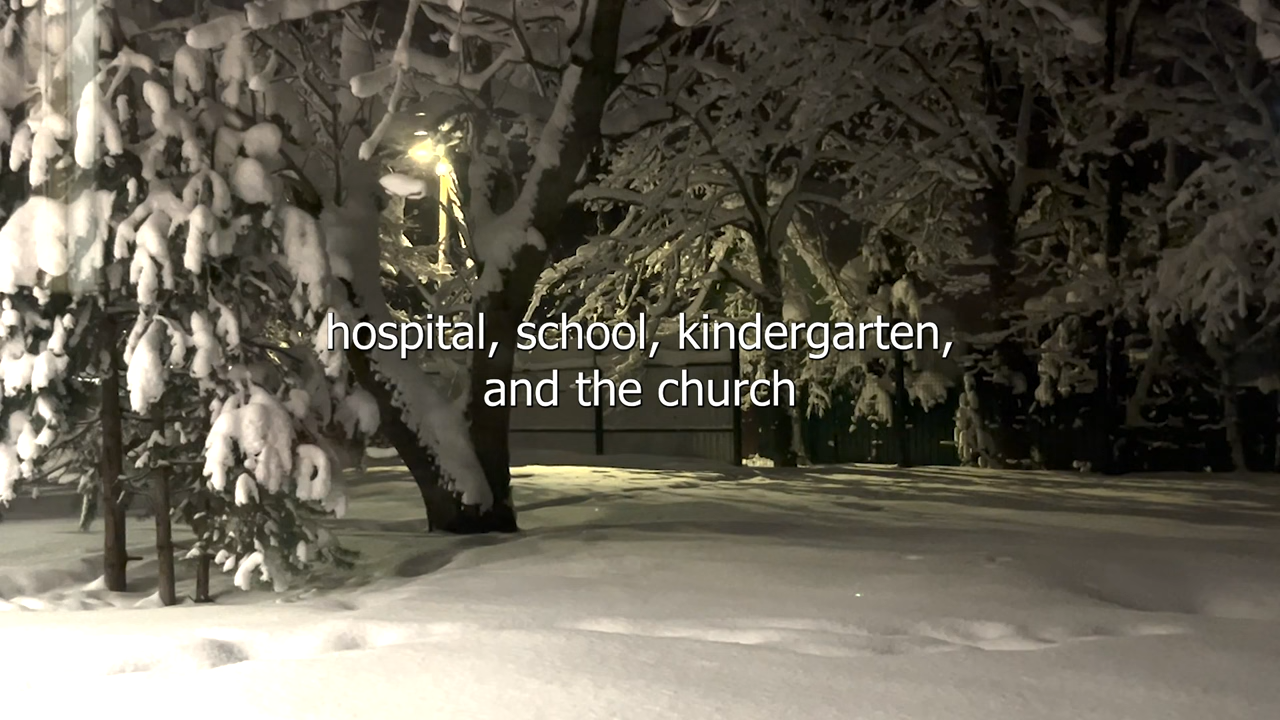 hospital, school, kindergarten,
and the church